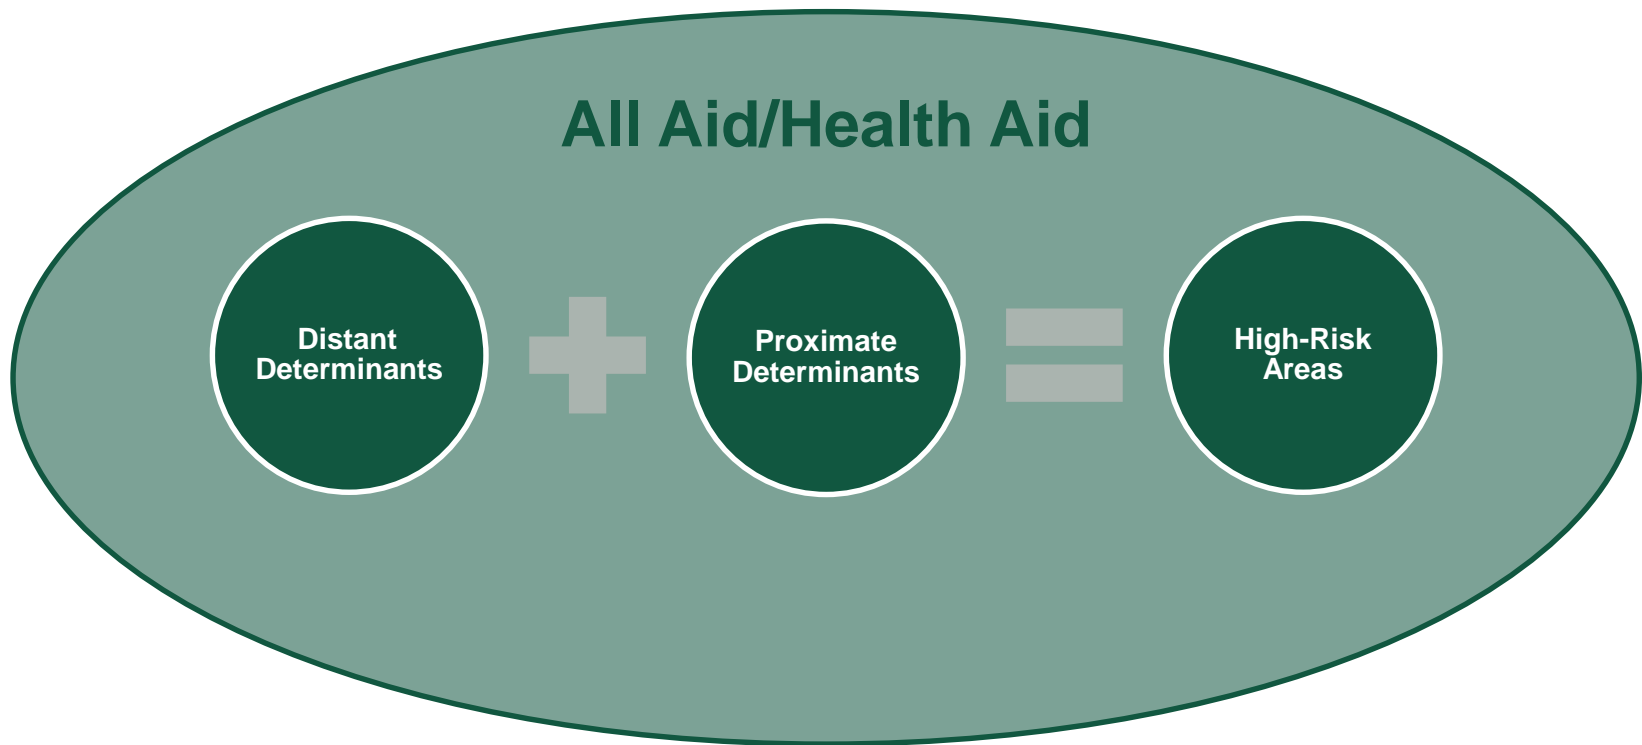 All Aid/Health Aid
Distant
Determinants
Proximate
Determinants
High-Risk
Areas